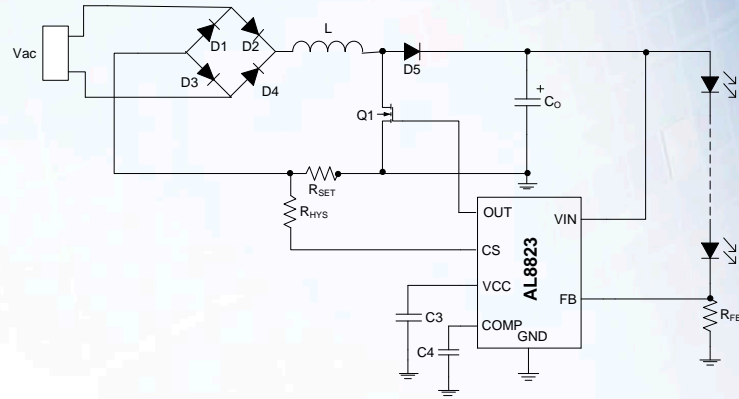 Vac
D1
D2
D3
D4
L
D5
+
CO
Q1
RSET
RHYS
OUT
VIN
CS
AL8823
VCC
FB
COMP
GND
C3
C4
RFB